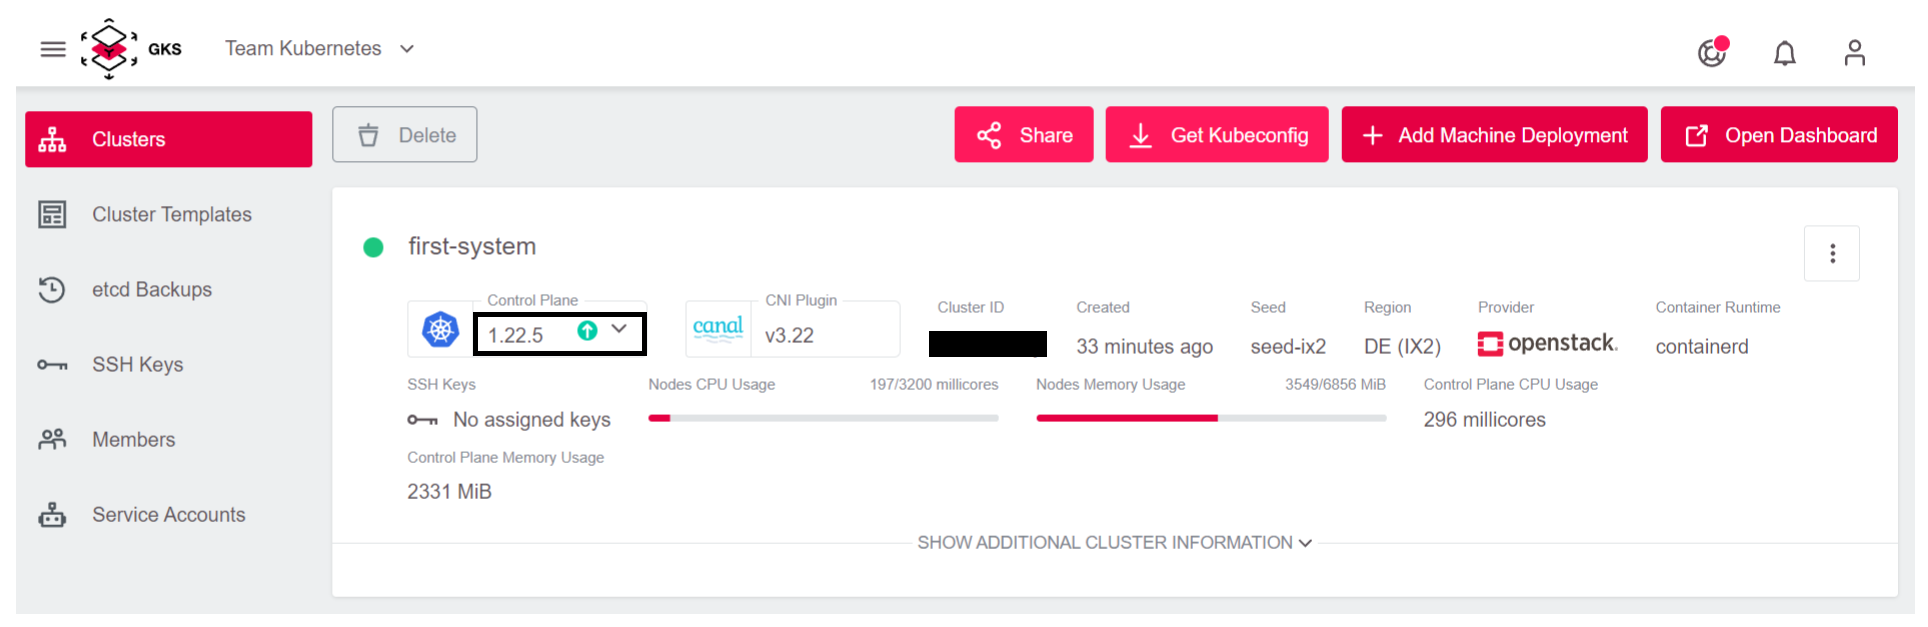 GKS Team Kubernetes
Clusters
Delete
Share
Get Kubeconfig
Add Machine Deployment
Open Dashboard
Cluster Templates
etcd Backups
SSH Keys
Members
Service Accounts
first-system
Control Plane
1.22.5
canal
CNI Plugin
v3.22
Cluster ID
Created
33 minutes ago
Seed
seed-ix2
Region
DE (IX2)
Provider
openstack.
Container Runtime
containerd
SSH Keys
No assigned keys
Nodes CPU Usage 197/3200 millicores
Nodes Memory Usage 3549/6856 MiB
Control Plane CPU Usage
296 millicores
Control Plane Memory Usage
2331 MiB
SHOW ADDITIONAL CLUSTER INFORMATION